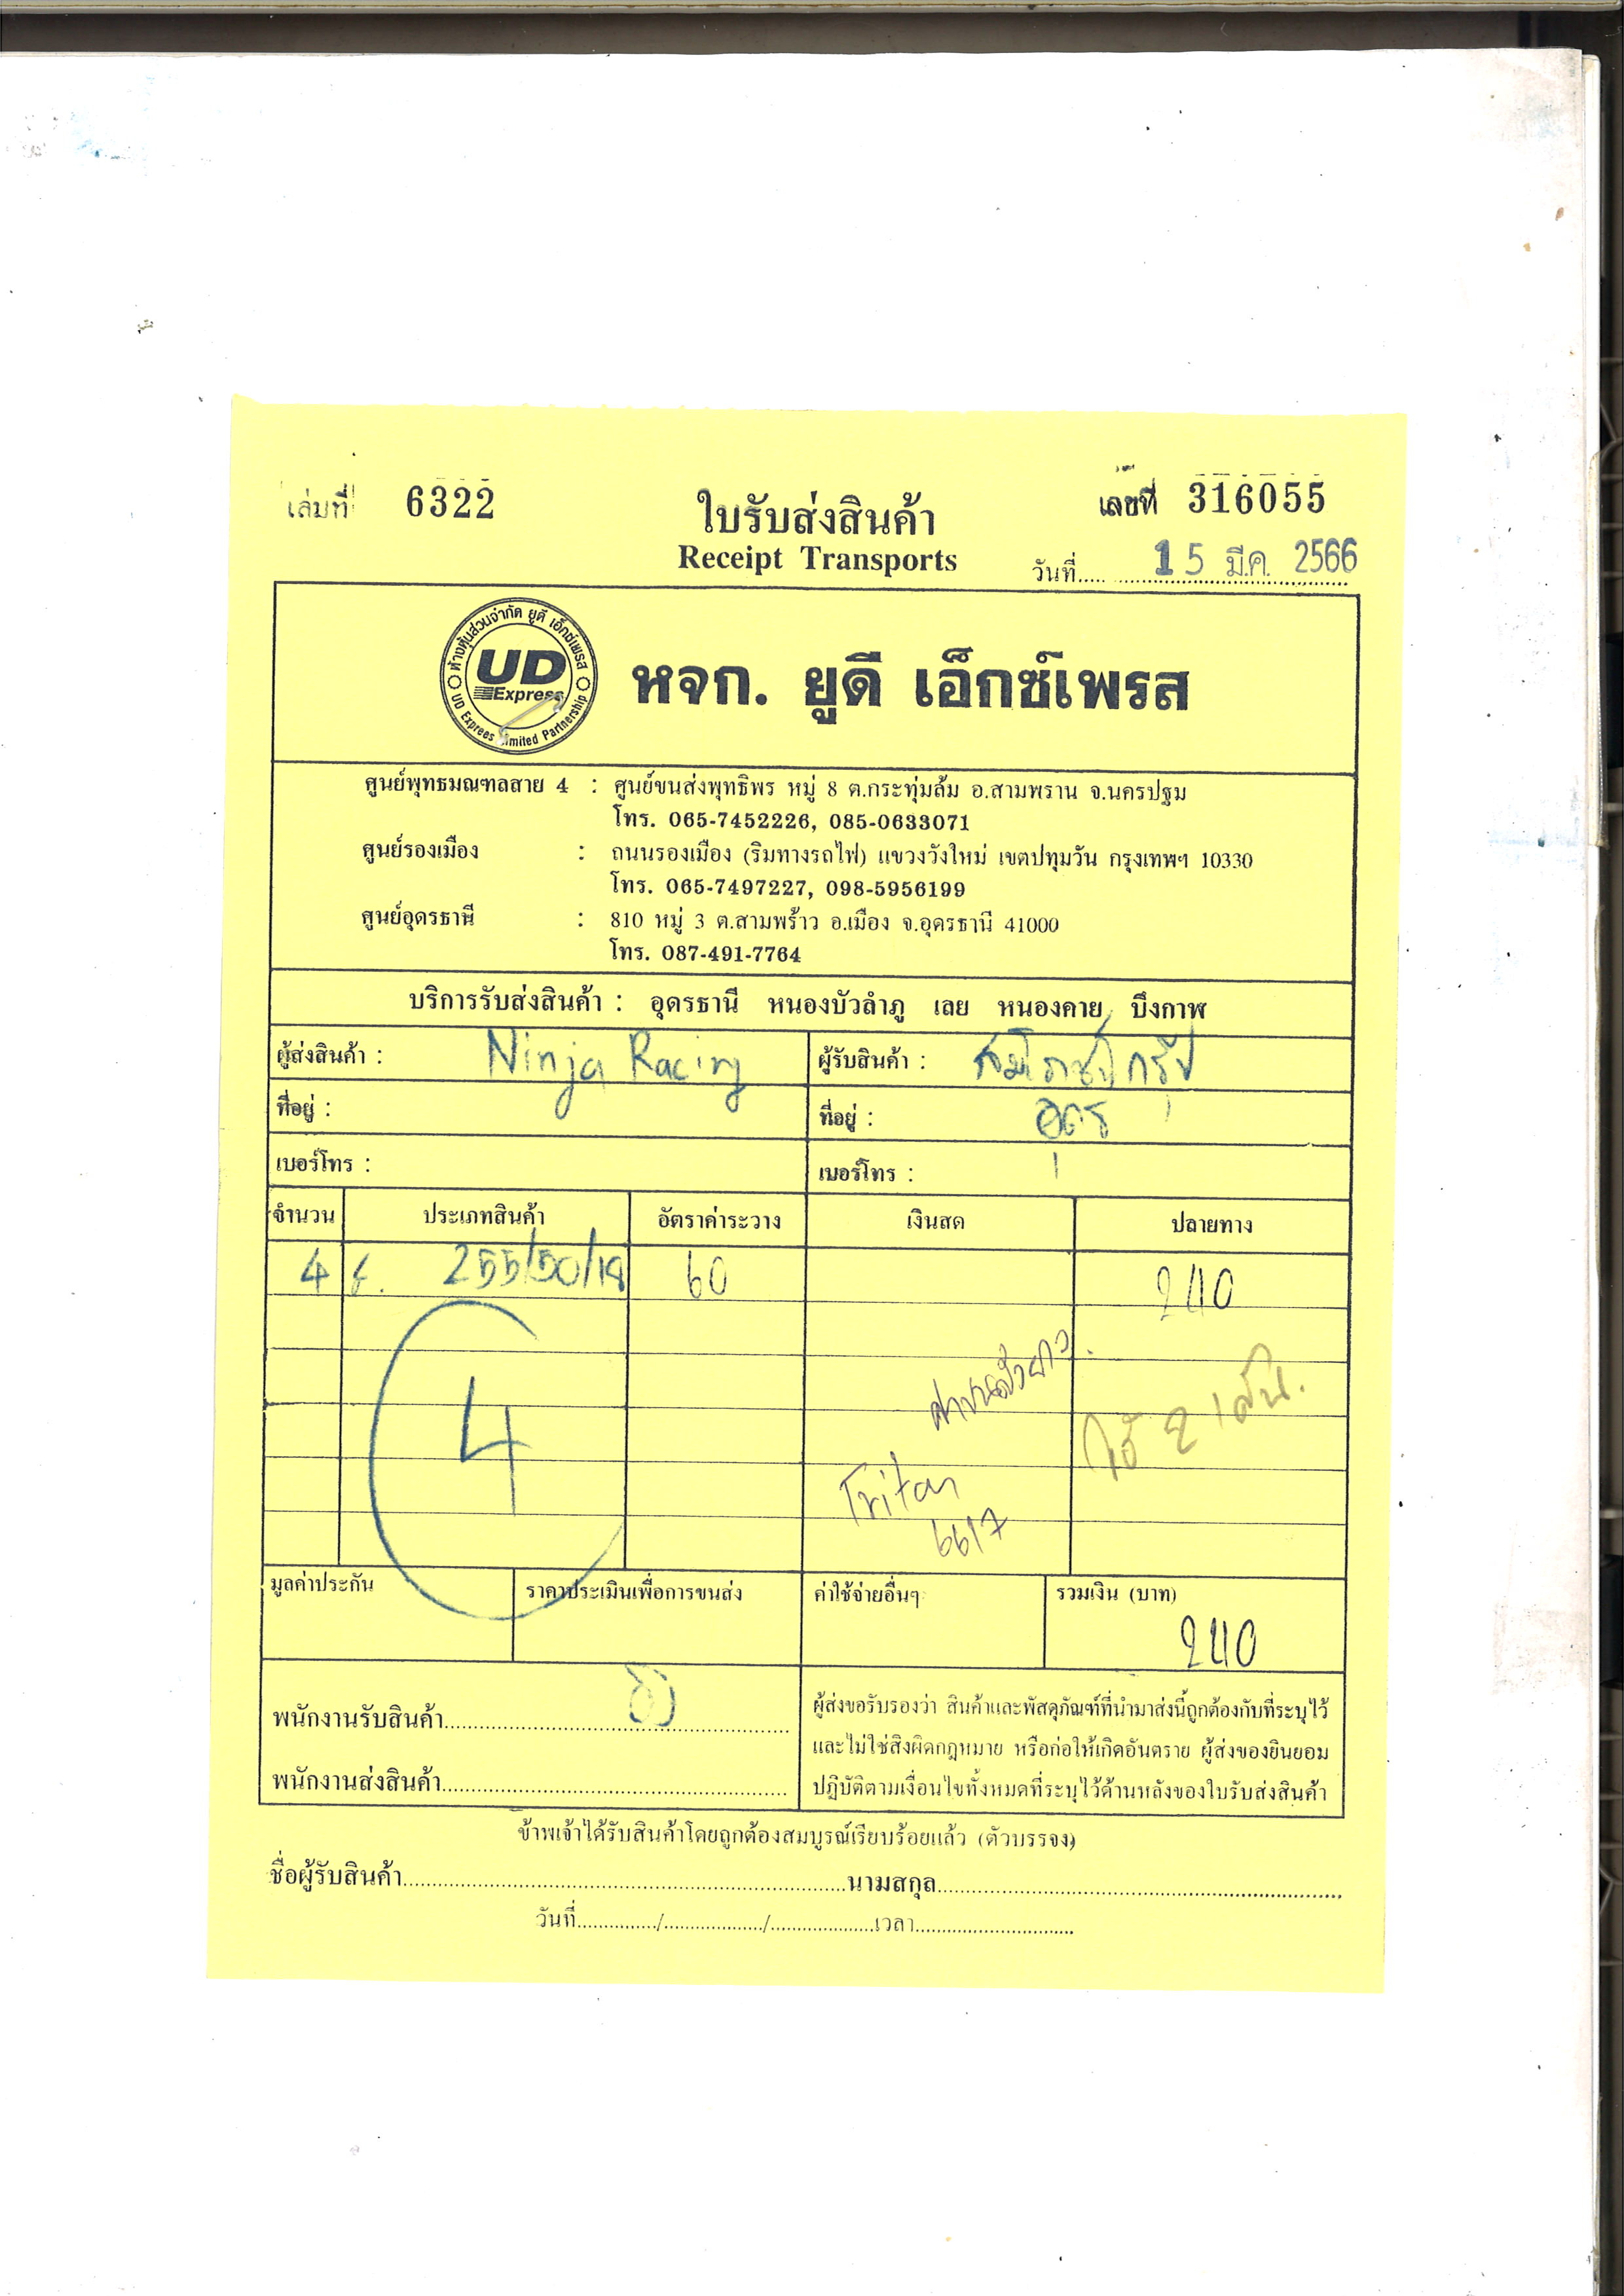 เล่มที่ 6322
ใบรับส่งสินค้า
เลขที่ 316055
Receipt Transports
วันที่ 15 มี.ค. 2566
ห้างหุ้นส่วนจำกัด ยูดี เอ็กซ์เพรส
UD
Express
UD Exprees Limited Partnership
หจก. ยูดี เอ็กซ์เพรส
ศูนย์พุทธมณฑลสาย 4 : ศูนย์ขนส่งพุทธิพร หมู่ 8 ต.กระทุ่มล้ม อ.สามพราน จ.นครปฐม
โทร. 065-7452226, 085-0633071
ศูนย์รองเมือง : ถนนรองเมือง (ริมทางรถไฟ) แขวงวังใหม่ เขตปทุมวัน กรุงเทพฯ 10330
โทร. 065-7497227, 098-5956199
ศูนย์อุดรธานี : 810 หมู่ 3 ต.สามพร้าว อ.เมือง จ.อุดรธานี 41000
โทร. 087-491-7764
บริการรับส่งสินค้า : อุดรธานี หนองบัวลำภู เลย หนองคาย บึงกาฬ
ผู้ส่งสินค้า : Ninja Racing
ผู้รับสินค้า :
ที่อยู่ :
ที่อยู่ : อุดร
เบอร์โทร :
เบอร์โทร :
จำนวน ประเภทสินค้า อัตราค่าระวาง เงินสด ปลายทาง
4 255/50/18 60 240
4
ใช้ 2 เส้น.
Triton
6617
มูลค่าประกัน ราคาประเมินเพื่อการขนส่ง ค่าใช้จ่ายอื่นๆ รวมเงิน (บาท)
240
พนักงานรับสินค้า
พนักงานส่งสินค้า
ผู้ส่งขอรับรองว่า สินค้าและพัสดุภัณฑ์ที่นำมาส่งนี้ถูกต้องกับที่ระบุไว้
และไม่ใช่สิ่งผิดกฎหมาย หรือก่อให้เกิดอันตราย ผู้ส่งของยินยอม
ปฏิบัติตามเงื่อนไขทั้งหมดที่ระบุไว้ด้านหลังของใบรับส่งสินค้า
ข้าพเจ้าได้รับสินค้าโดยถูกต้องสมบูรณ์เรียบร้อยแล้ว (ตัวบรรจง)
ชื่อผู้รับสินค้า นามสกุล
วันที่ / / เวลา